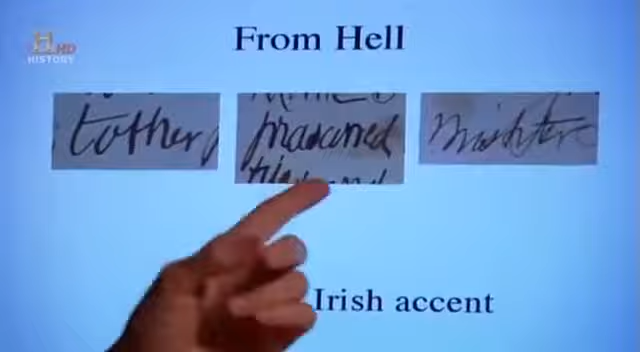 HD
HISTORY
From Hell
tother prasarved Mishter
Irish accent